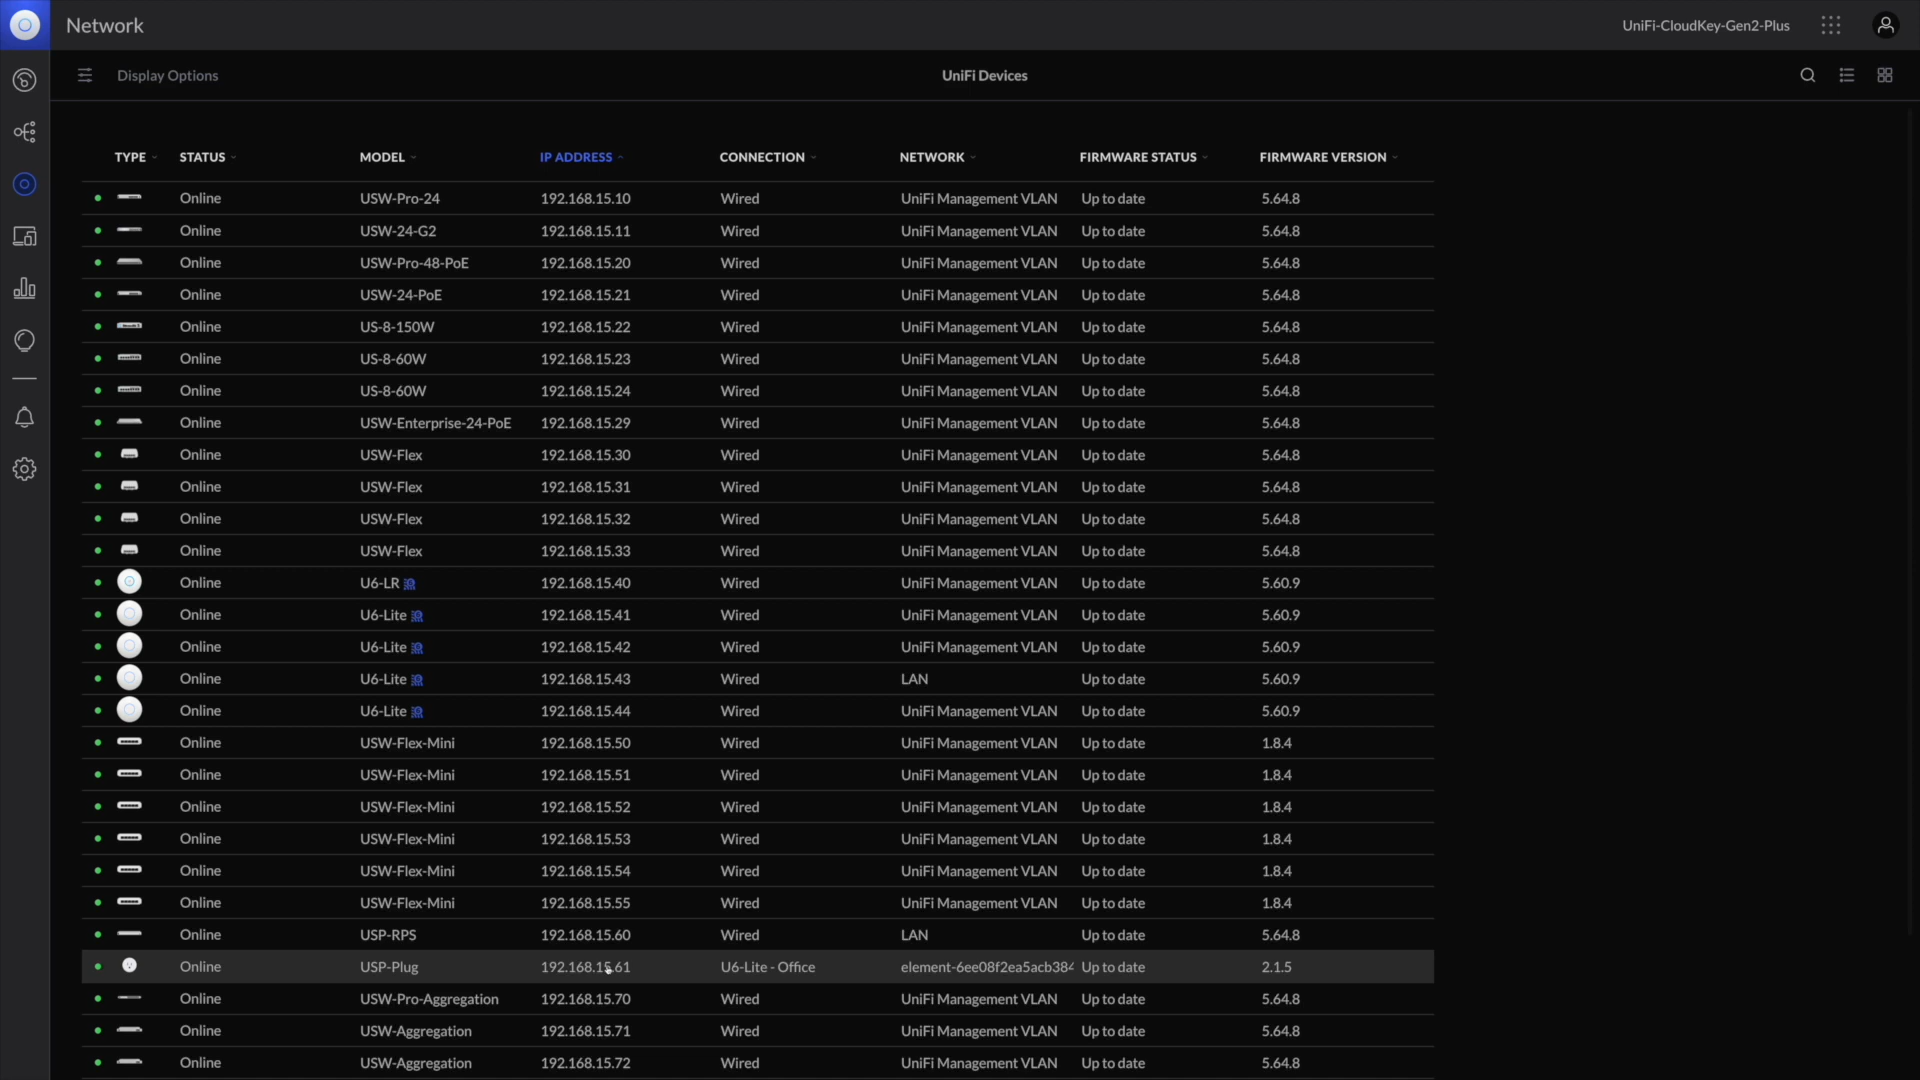 Network
UniFi-CloudKey-Gen2-Plus
Display Options
UniFi Devices
TYPE STATUS MODEL IP ADDRESS CONNECTION NETWORK FIRMWARE STATUS FIRMWARE VERSION
Online USW-Pro-24 192.168.15.10 Wired UniFi Management VLAN Up to date 5.64.8
Online USW-24-G2 192.168.15.11 Wired UniFi Management VLAN Up to date 5.64.8
Online USW-Pro-48-PoE 192.168.15.20 Wired UniFi Management VLAN Up to date 5.64.8
Online USW-24-PoE 192.168.15.21 Wired UniFi Management VLAN Up to date 5.64.8
Online US-8-150W 192.168.15.22 Wired UniFi Management VLAN Up to date 5.64.8
Online US-8-60W 192.168.15.23 Wired UniFi Management VLAN Up to date 5.64.8
Online US-8-60W 192.168.15.24 Wired UniFi Management VLAN Up to date 5.64.8
Online USW-Enterprise-24-PoE 192.168.15.29 Wired UniFi Management VLAN Up to date 5.64.8
Online USW-Flex 192.168.15.30 Wired UniFi Management VLAN Up to date 5.64.8
Online USW-Flex 192.168.15.31 Wired UniFi Management VLAN Up to date 5.64.8
Online USW-Flex 192.168.15.32 Wired UniFi Management VLAN Up to date 5.64.8
Online USW-Flex 192.168.15.33 Wired UniFi Management VLAN Up to date 5.64.8
Online U6-LR 192.168.15.40 Wired UniFi Management VLAN Up to date 5.60.9
Online U6-Lite 192.168.15.41 Wired UniFi Management VLAN Up to date 5.60.9
Online U6-Lite 192.168.15.42 Wired UniFi Management VLAN Up to date 5.60.9
Online U6-Lite 192.168.15.43 Wired LAN Up to date 5.60.9
Online U6-Lite 192.168.15.44 Wired UniFi Management VLAN Up to date 5.60.9
Online USW-Flex-Mini 192.168.15.50 Wired UniFi Management VLAN Up to date 1.8.4
Online USW-Flex-Mini 192.168.15.51 Wired UniFi Management VLAN Up to date 1.8.4
Online USW-Flex-Mini 192.168.15.52 Wired UniFi Management VLAN Up to date 1.8.4
Online USW-Flex-Mini 192.168.15.53 Wired UniFi Management VLAN Up to date 1.8.4
Online USW-Flex-Mini 192.168.15.54 Wired UniFi Management VLAN Up to date 1.8.4
Online USW-Flex-Mini 192.168.15.55 Wired UniFi Management VLAN Up to date 1.8.4
Online USP-RPS 192.168.15.60 Wired LAN Up to date 5.64.8
Online USP-Plug 192.168.15.61 U6-Lite - Office element-6ee08f2ea5acb384 Up to date 2.1.5
Online USW-Pro-Aggregation 192.168.15.70 Wired UniFi Management VLAN Up to date 5.64.8
Online USW-Aggregation 192.168.15.71 Wired UniFi Management VLAN Up to date 5.64.8
Online USW-Aggregation 192.168.15.72 Wired UniFi Management VLAN Up to date 5.64.8